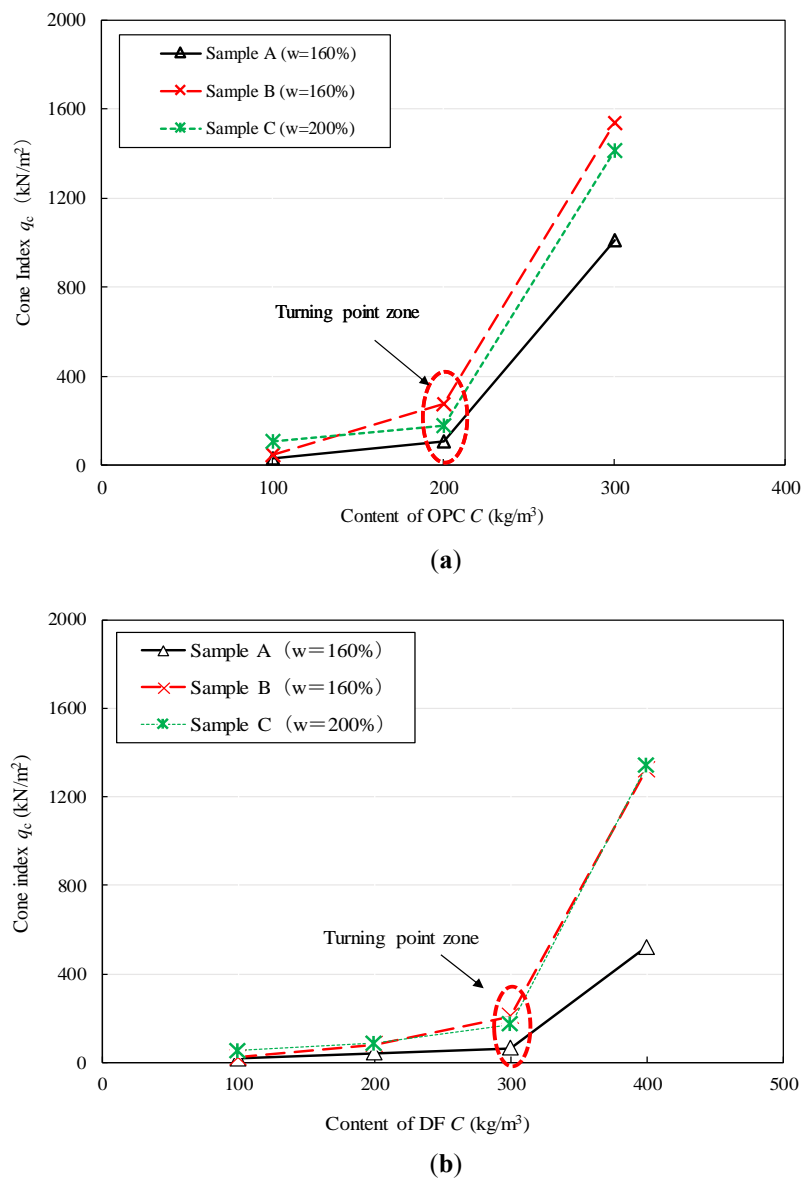 2000
1600
1200
800
400
0
Cone Index qc (kN/m²)
Sample A (w=160%)
Sample B (w=160%)
Sample C (w=200%)
Turning point zone
0 100 200 300 400
Content of OPC C (kg/m³)
(a)
2000
1600
1200
800
400
0
Cone index qc (kN/m²)
Sample A (w=160%)
Sample B (w=160%)
Sample C (w=200%)
Turning point zone
0 100 200 300 400 500
Content of DF C (kg/m³)
(b)